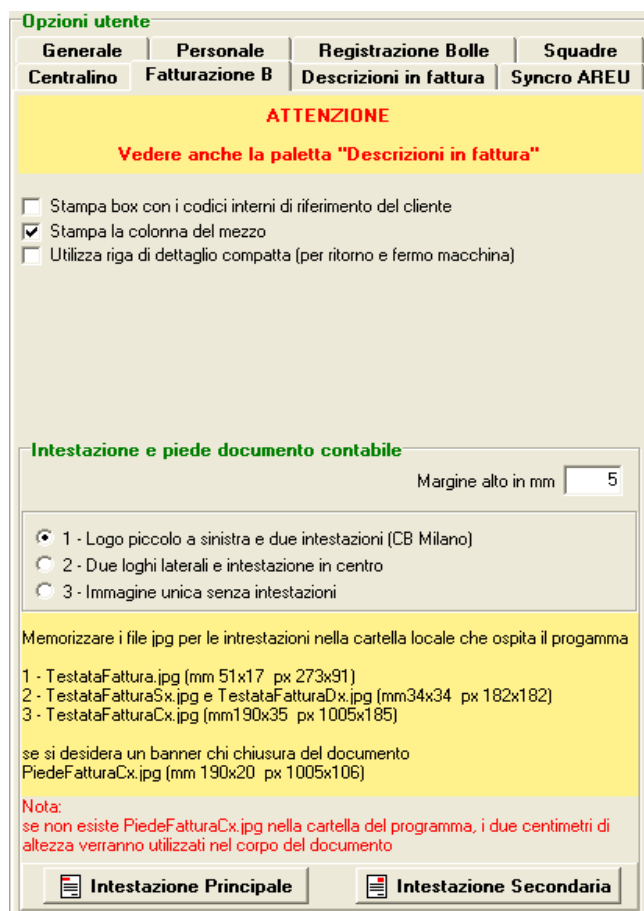 Opzioni utente
Generale Personale Registrazione Bolle Squadre
Centralino Fatturazione B Descrizioni in fattura Syncro AREU
ATTENZIONE
Vedere anche la paletta "Descrizioni in fattura"
Stampa box con i codici interni di riferimento del cliente
Stampa la colonna del mezzo
Utilizza riga di dettaglio compatta (per ritorno e fermo macchina)
Intestazione e piede documento contabile
Margine alto in mm 5
1 - Logo piccolo a sinistra e due intestazioni (CB Milano)
2 - Due loghi laterali e intestazione in centro
3 - Immagine unica senza intestazioni
Memorizzare i file jpg per le intrestazioni nella cartella locale che ospita il progamma
1 - TestataFattura.jpg (mm 51x17 px 273x91)
2 - TestataFatturaSx.jpg e TestataFatturaDx.jpg (mm34x34 px 182x182)
3 - TestataFatturaCx.jpg (mm190x35 px 1005x185)
se si desidera un banner chi chiusura del documento
PiedeFatturaCx.jpg (mm 190x20 px 1005x106)
Nota:
se non esiste PiedeFatturaCx.jpg nella cartella del programma, i due centimetri di
altezza verranno utilizzati nel corpo del documento
Intestazione Principale Intestazione Secondaria